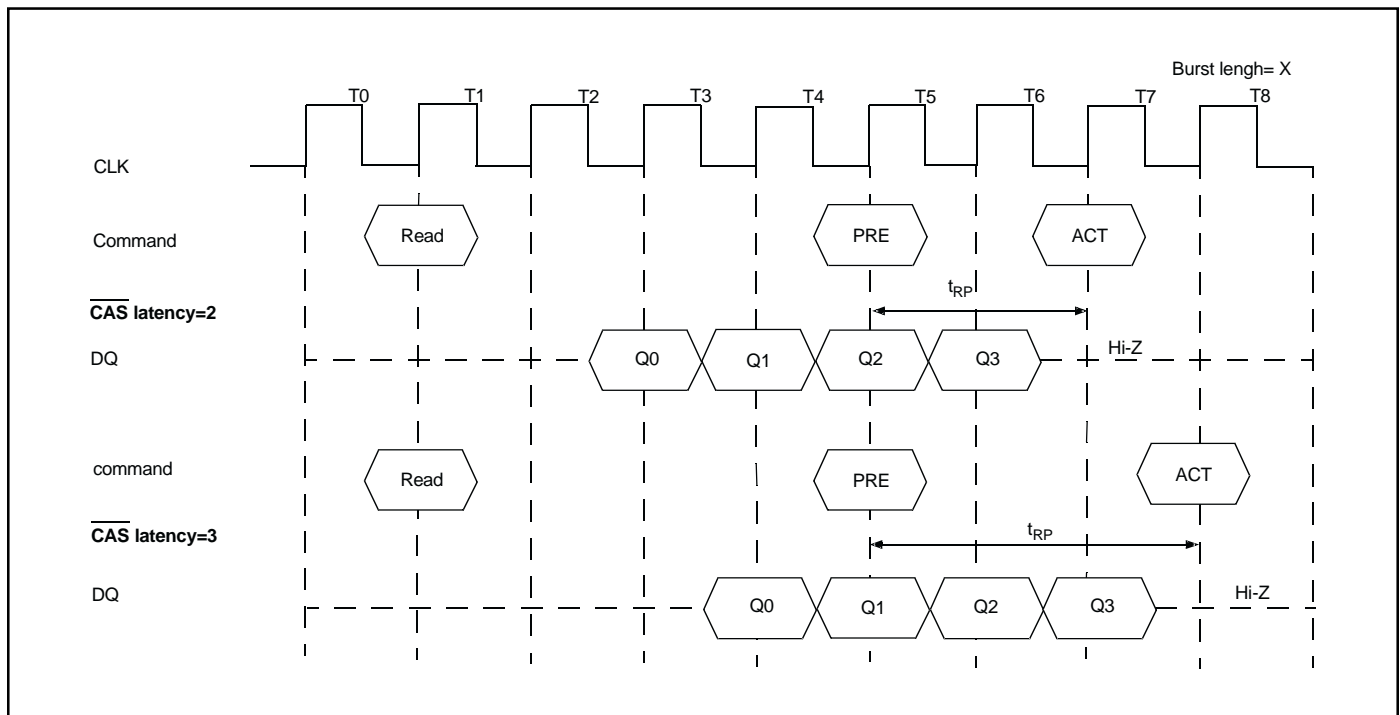 Burst lengh= X
T0 T1 T2 T3 T4 T5 T6 T7 T8
CLK
Command Read PRE ACT
tRP
CAS latency=2
DQ Q0 Q1 Q2 Q3 Hi-Z
command Read PRE ACT
CAS latency=3
tRP
DQ Q0 Q1 Q2 Q3 Hi-Z